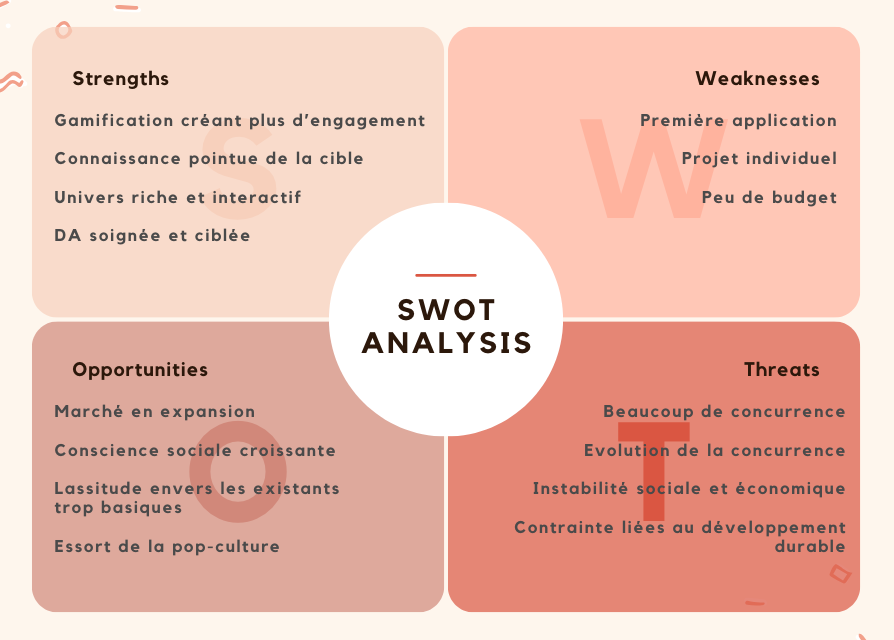 Strengths
Gamification créant plus d’engagement
Connaissance pointue de la cible
Univers riche et interactif
DA soignée et ciblée
S
Weaknesses
Première application
Projet individuel
Peu de budget
W
SWOT
ANALYSIS
Opportunities
Marché en expansion
Conscience sociale croissante
Lassitude envers les existants
trop basiques
Essort de la pop-culture
O
Threats
Beaucoup de concurrence
Evolution de la concurrence
Instabilité sociale et économique
Contrainte liées au développement
durable
T